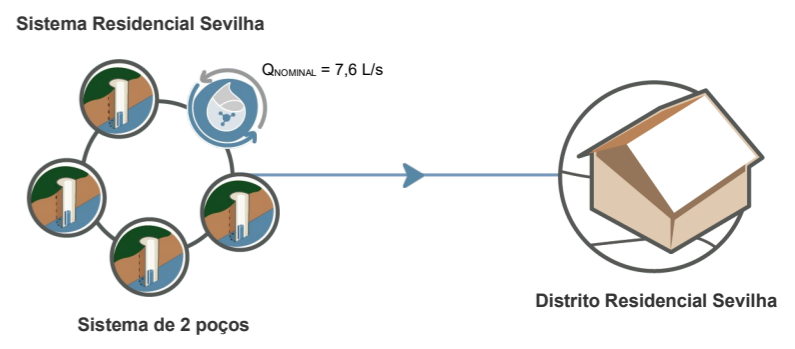 Sistema Residencial Sevilha
QNOMINAL = 7,6 L/s
Distrito Residencial Sevilha
Sistema de 2 poços